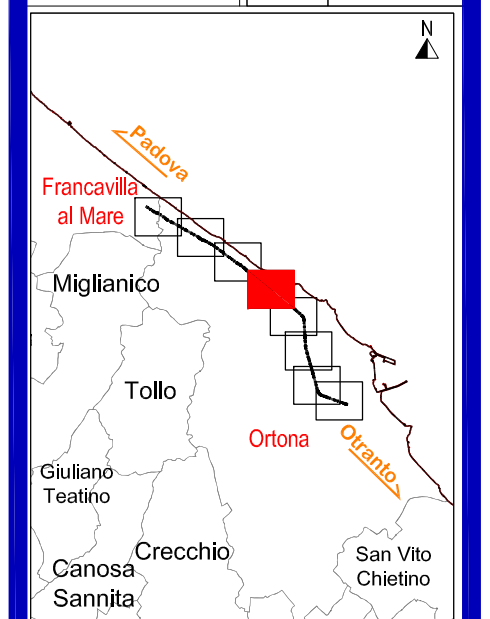 N
Padova
Francavilla
al Mare
Miglianico
Tollo
Ortona
Otranto
Giuliano
Teatino
Crecchio
San Vito
Chietino
Canosa
Sannita